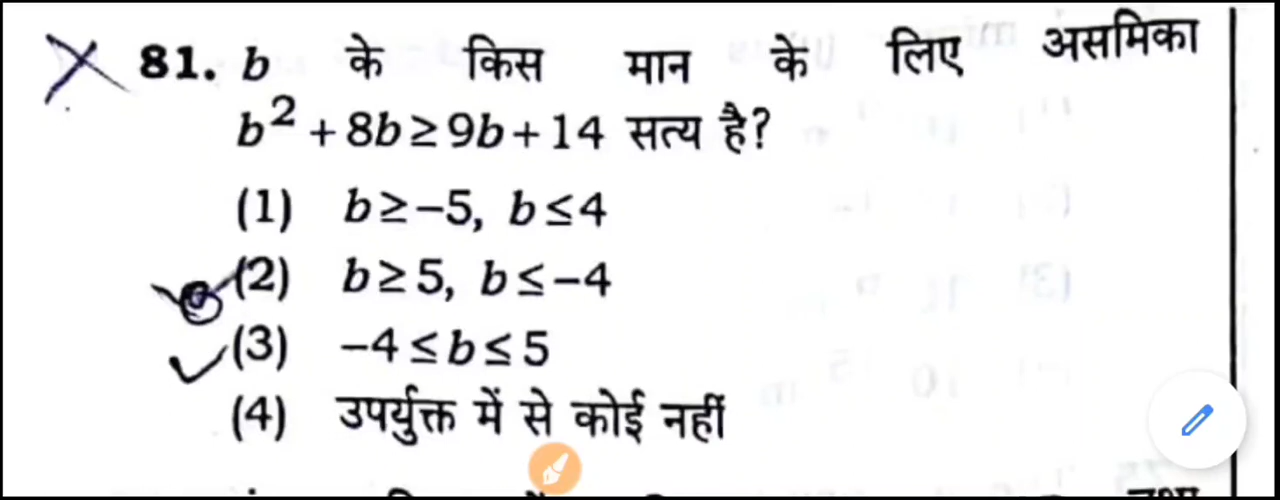 81. b के किस मान के लिए असमिका
b² + 8b ≥ 9b + 14 सत्य है?
(1) b ≥ −5, b ≤ 4
(2) b ≥ 5, b ≤ −4
(3) −4 ≤ b ≤ 5
(4) उपर्युक्त में से कोई नहीं